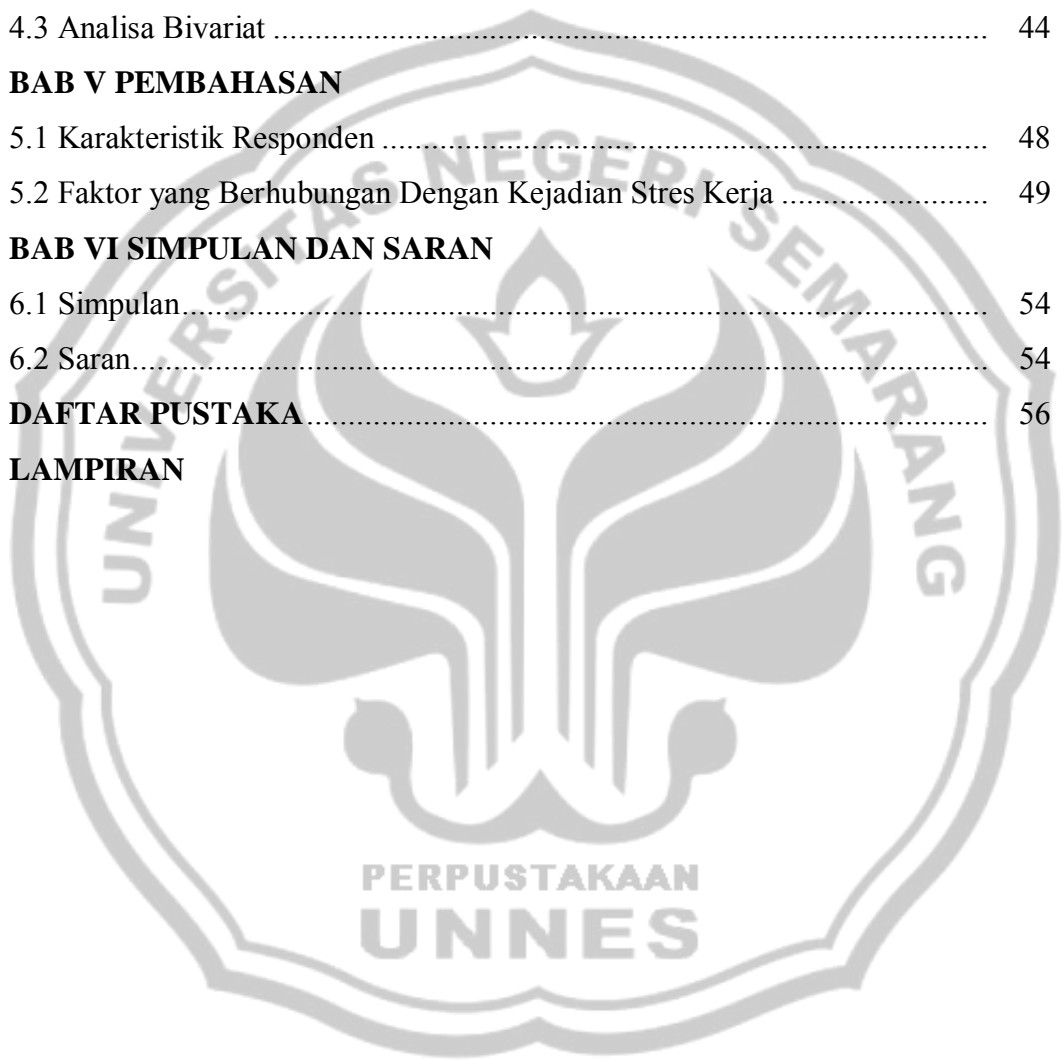 4.3 Analisa Bivariat ........................................................................................... 44
BAB V PEMBAHASAN
5.1 Karakteristik Responden ............................................................................. 48
5.2 Faktor yang Berhubungan Dengan Kejadian Stres Kerja .......................... 49
BAB VI SIMPULAN DAN SARAN
6.1 Simpulan....................................................................................................... 54
6.2 Saran............................................................................................................. 54
DAFTAR PUSTAKA....................................................................................... 56
LAMPIRAN
UNIVERSITAS NEGERI SEMARANG
PERPUSTAKAAN
UNNES